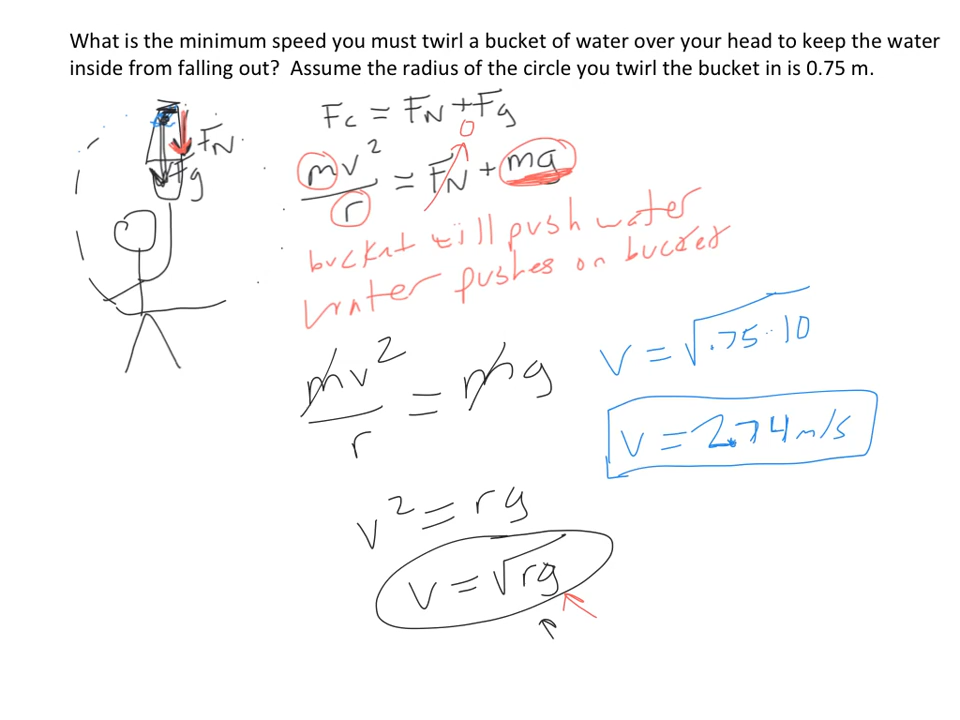 What is the minimum speed you must twirl a bucket of water over your head to keep the water
inside from falling out? Assume the radius of the circle you twirl the bucket in is 0.75 m.
Fc = FN + Fg
FN
Fg
0
mv²/r = FN + mg
bucket will push water
water pushes on bucket
mv²/r = mg
v² = rg
v = √rg
v = √.75·10
v = 2.74 m/s